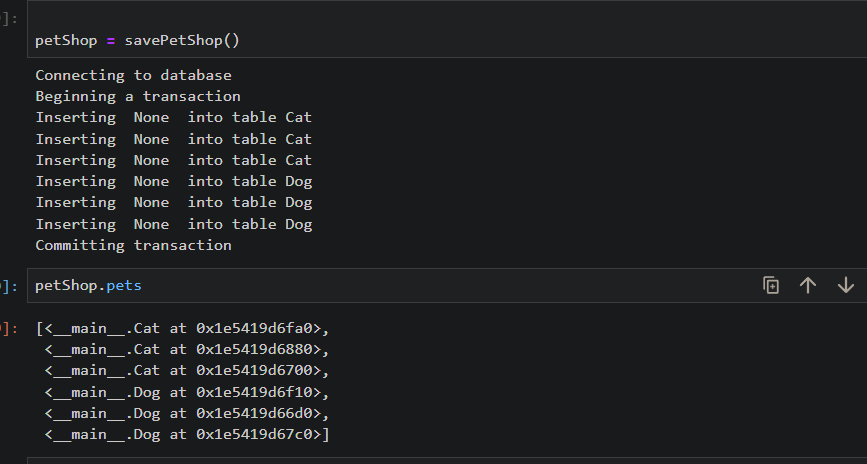 ]:
petShop = savePetShop()
Connecting to database
Beginning a transaction
Inserting  None  into table Cat
Inserting  None  into table Cat
Inserting  None  into table Cat
Inserting  None  into table Dog
Inserting  None  into table Dog
Inserting  None  into table Dog
Committing transaction
]: petShop.pets
]: [<__main__.Cat at 0x1e5419d6fa0>,
<__main__.Cat at 0x1e5419d6880>,
<__main__.Cat at 0x1e5419d6700>,
<__main__.Dog at 0x1e5419d6f10>,
<__main__.Dog at 0x1e5419d66d0>,
<__main__.Dog at 0x1e5419d67c0>]